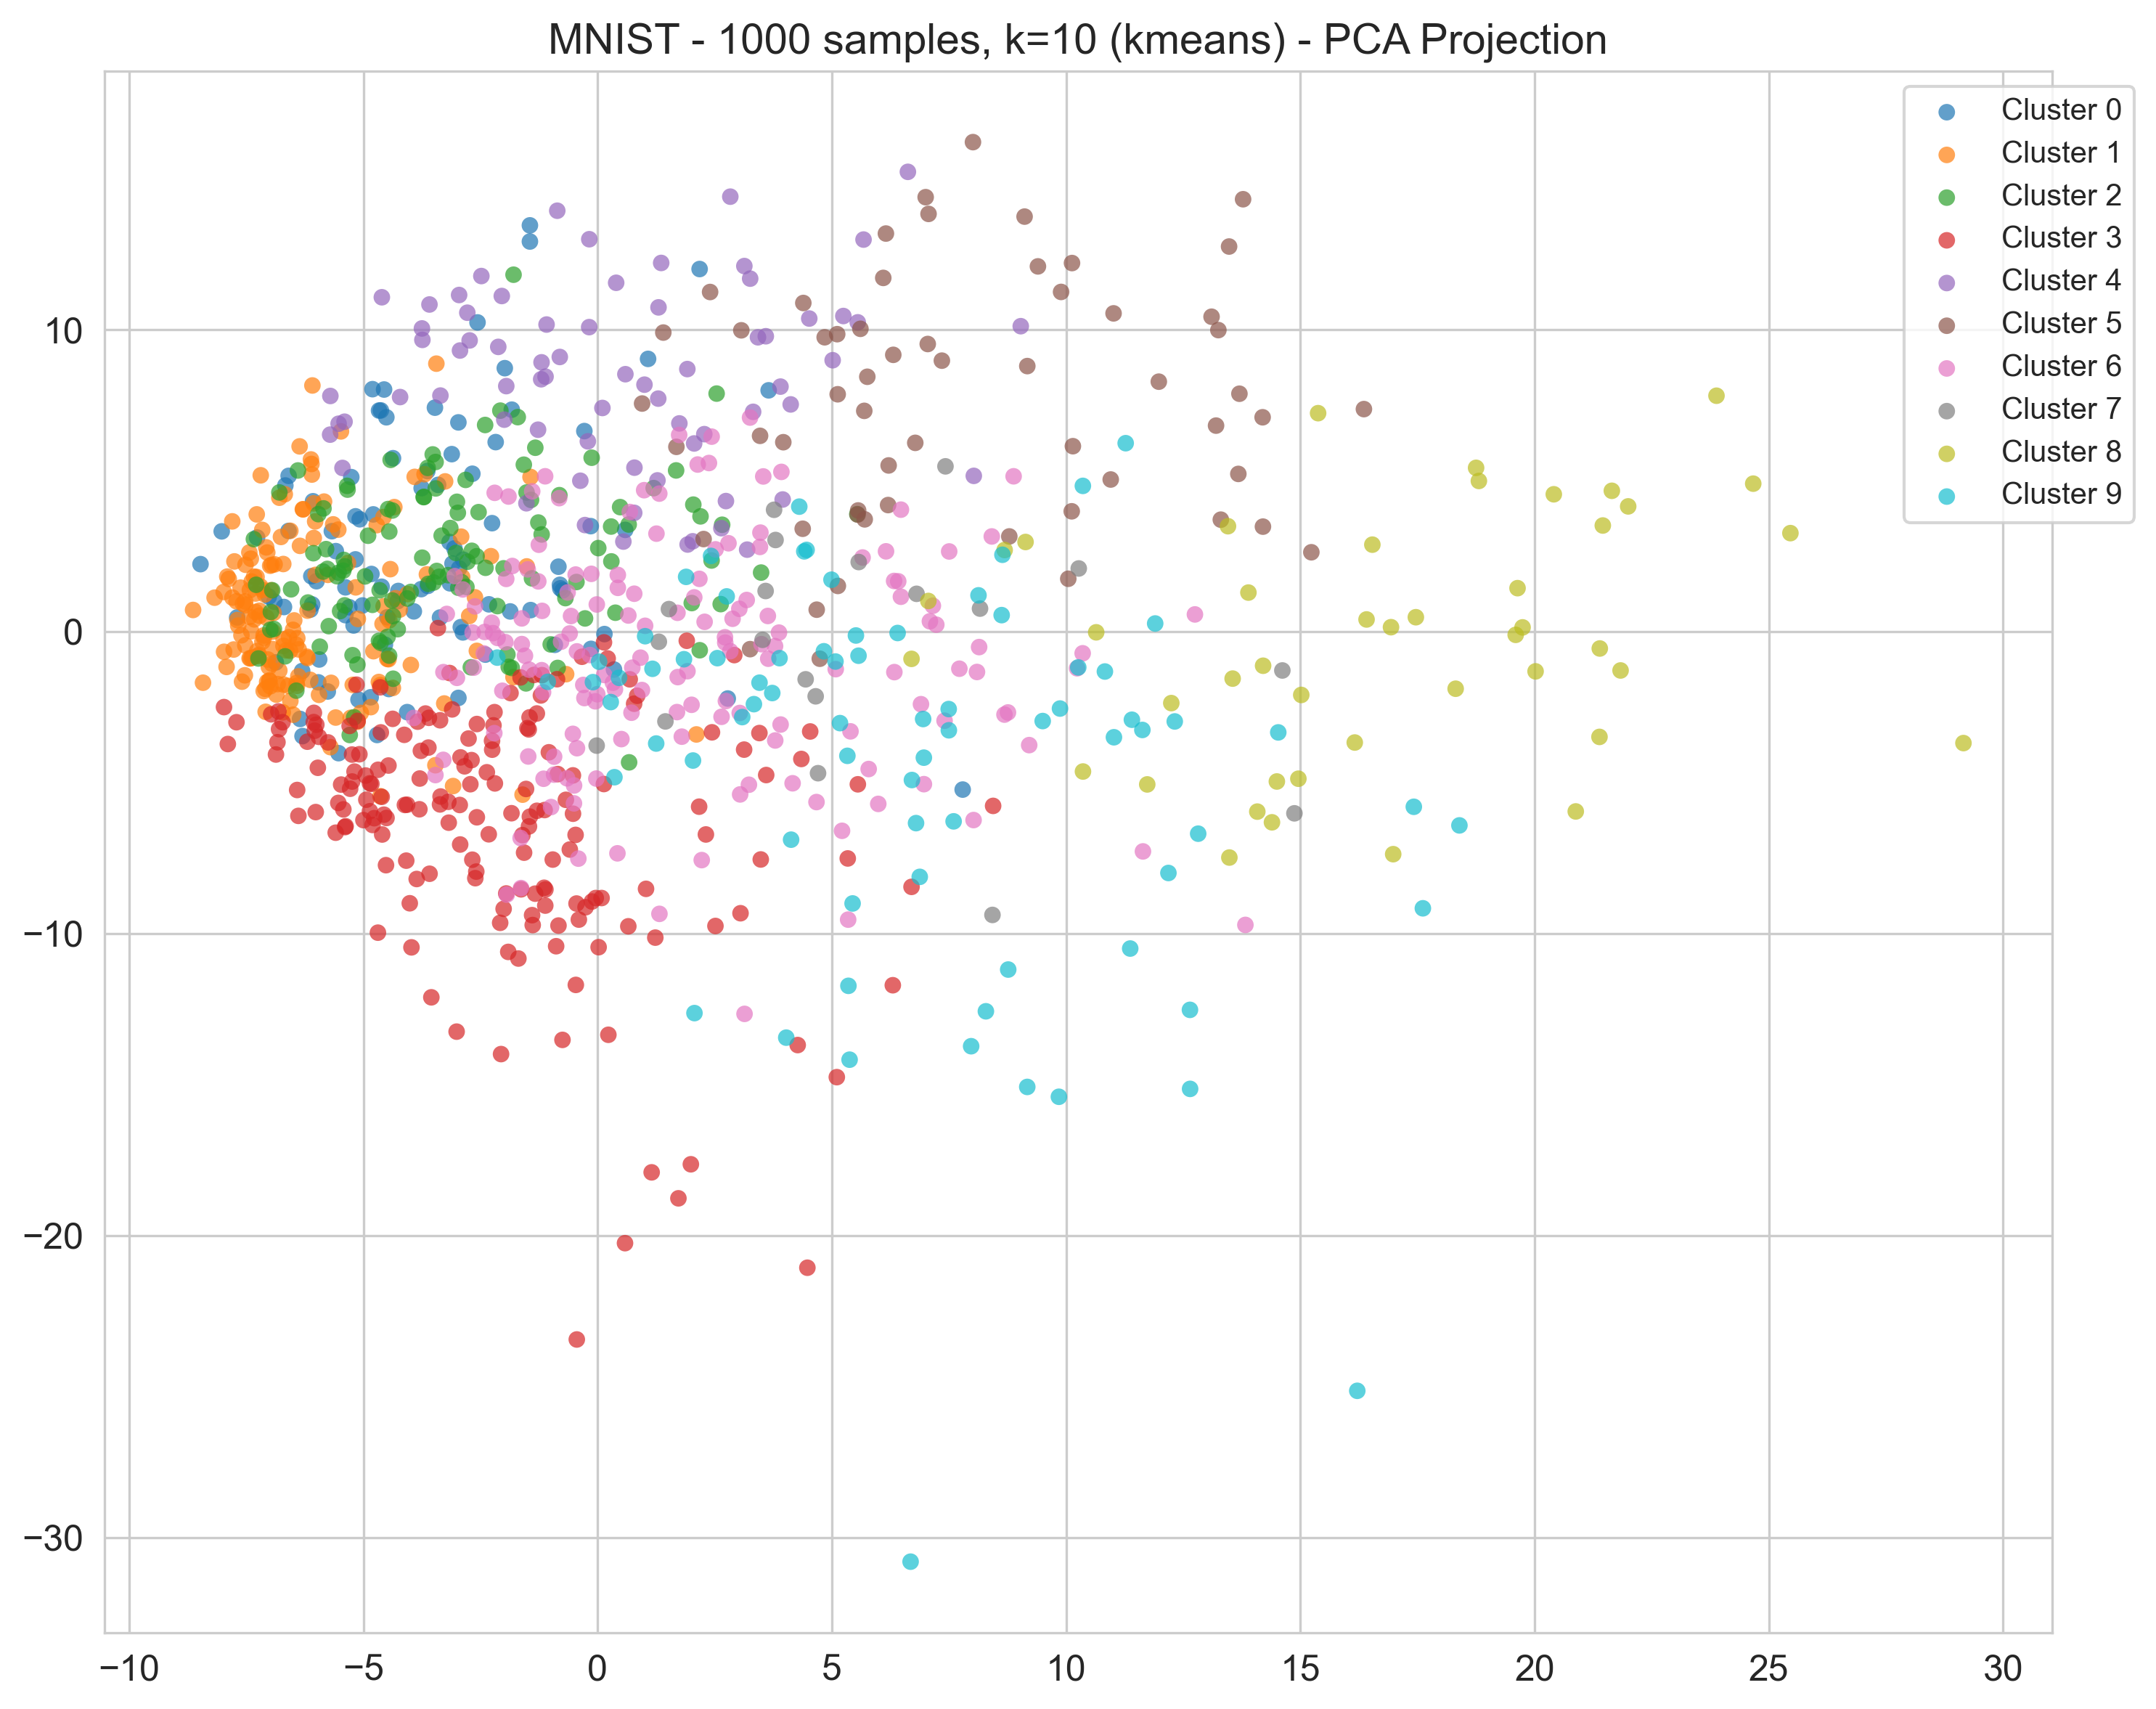 MNIST - 1000 samples, k=10 (kmeans) - PCA Projection
Cluster 0
Cluster 1
Cluster 2
Cluster 3
Cluster 4
Cluster 5
Cluster 6
Cluster 7
Cluster 8
Cluster 9
10
0
−10
−20
−30
−10 −5 0 5 10 15 20 25 30